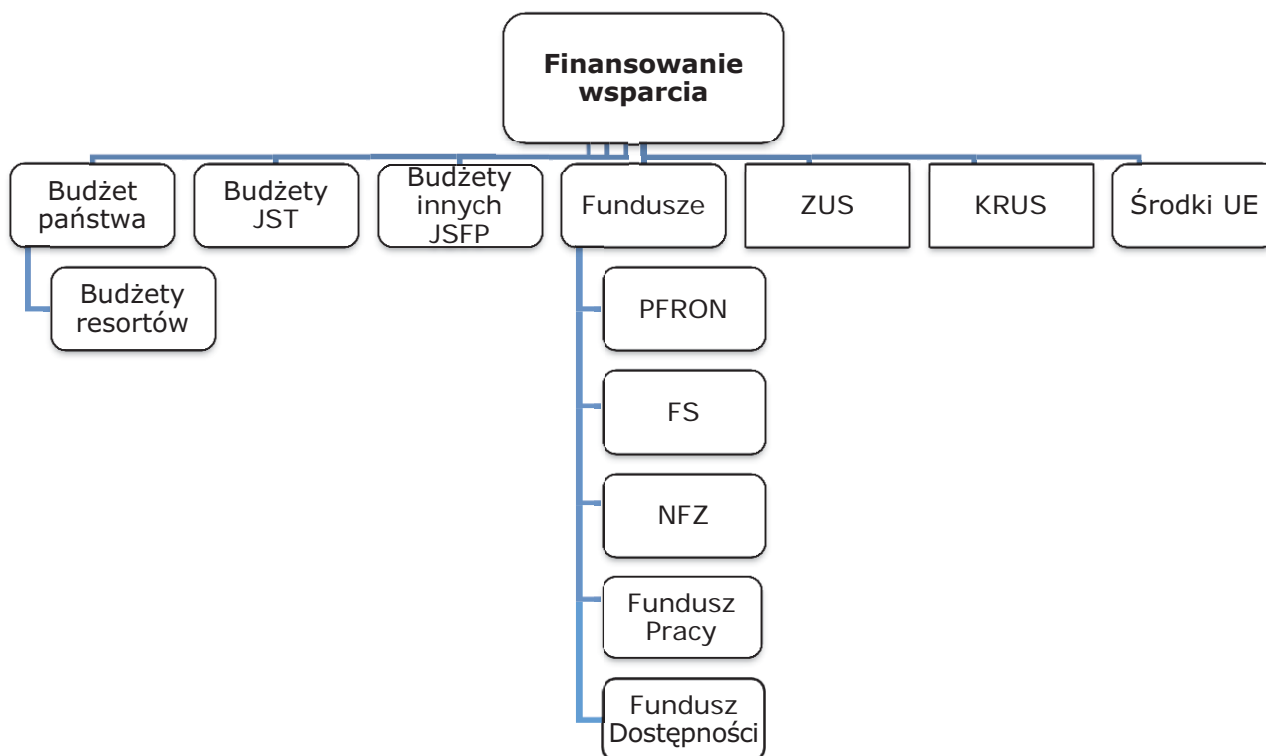 Finansowanie
wsparcia
Budżet
państwa
Budżety
JST
Budżety
innych
JSFP
Fundusze
ZUS
KRUS
Środki UE
Budżety
resortów
PFRON
FS
NFZ
Fundusz
Pracy
Fundusz
Dostępności